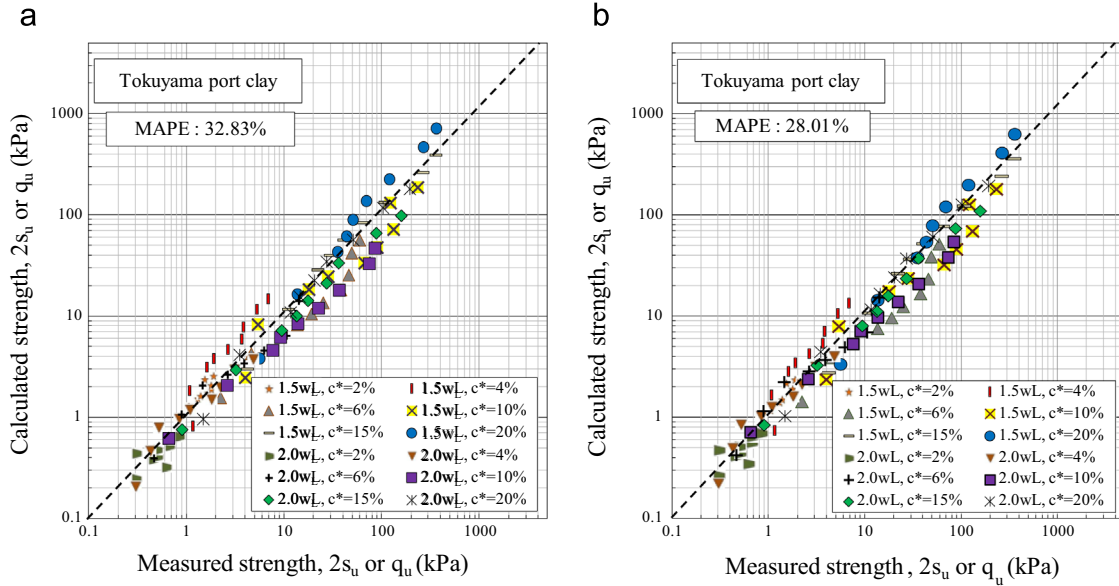 a
Calculated strength, 2su or qu (kPa)
Tokuyama port clay
MAPE : 32.83%
1000
100
10
1
0.1
0.1 1 10 100 1000
Measured strength, 2su or qu (kPa)
1.5wL, c*=2%
1.5wL, c*=4%
1.5wL, c*=6%
1.5wL, c*=10%
1.5wL, c*=15%
1.5wL, c*=20%
2.0wL, c*=2%
2.0wL, c*=4%
2.0wL, c*=6%
2.0wL, c*=10%
2.0wL, c*=15%
2.0wL, c*=20%
b
Calculated strength, 2su or qu (kPa)
Tokuyama port clay
MAPE : 28.01%
1000
100
10
1
0.1
0.1 1 10 100 1000
Measured strength , 2su or qu (kPa)
1.5wL, c*=2%
1.5wL, c*=4%
1.5wL, c*=6%
1.5wL, c*=10%
1.5wL, c*=15%
1.5wL, c*=20%
2.0wL, c*=2%
2.0wL, c*=4%
2.0wL, c*=6%
2.0wL, c*=10%
2.0wL, c*=15%
2.0wL, c*=20%